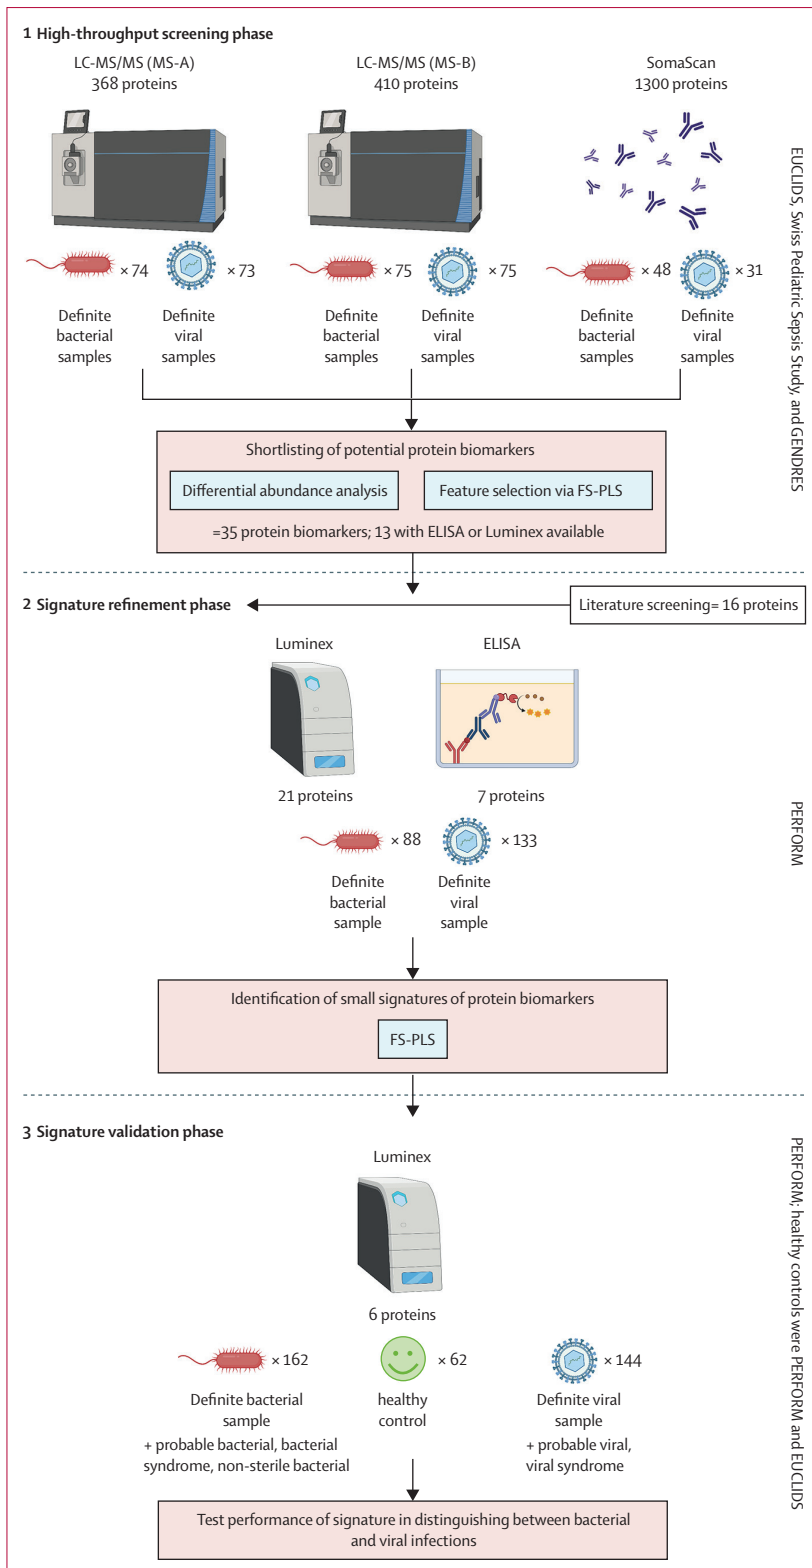 1 High-throughput screening phase
LC-MS/MS (MS-A)
368 proteins
LC-MS/MS (MS-B)
410 proteins
SomaScan
1300 proteins
× 74
× 73
× 75
× 75
× 48
× 31
Definite
bacterial
samples
Definite
viral
samples
Definite
bacterial
samples
Definite
viral
samples
Definite
bacterial
samples
Definite
viral
samples
EUCLIDS, Swiss Pediatric Sepsis Study, and GENDRES
Shortlisting of potential protein biomarkers
Differential abundance analysis
Feature selection via FS-PLS
=35 protein biomarkers; 13 with ELISA or Luminex available
2 Signature refinement phase
Literature screening= 16 proteins
Luminex
ELISA
21 proteins
7 proteins
× 88
× 133
Definite
bacterial
sample
Definite
viral
sample
PERFORM
Identification of small signatures of protein biomarkers
FS-PLS
3 Signature validation phase
Luminex
6 proteins
× 162
× 62
× 144
Definite bacterial
sample
+ probable bacterial, bacterial
syndrome, non-sterile bacterial
healthy
control
Definite viral
sample
+ probable viral,
viral syndrome
PERFORM; healthy controls were PERFORM and EUCLIDS
Test performance of signature in distinguishing between bacterial
and viral infections